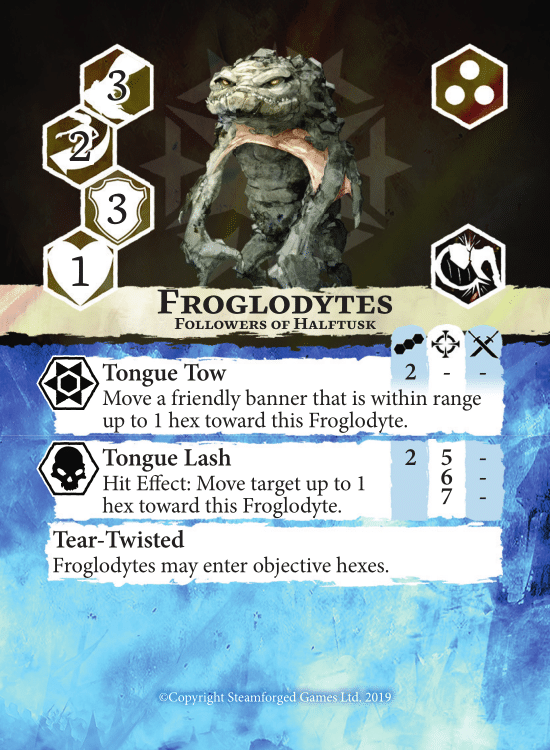 3
2
3
1
Froglodytes
Followers of Halftusk
Tongue Tow 2 - -
Move a friendly banner that is within range
up to 1 hex toward this Froglodyte.
Tongue Lash 2 5 -
Hit Effect: Move target up to 1 6 -
hex toward this Froglodyte. 7 -
Tear-Twisted
Froglodytes may enter objective hexes.
©Copyright Steamforged Games Ltd. 2019